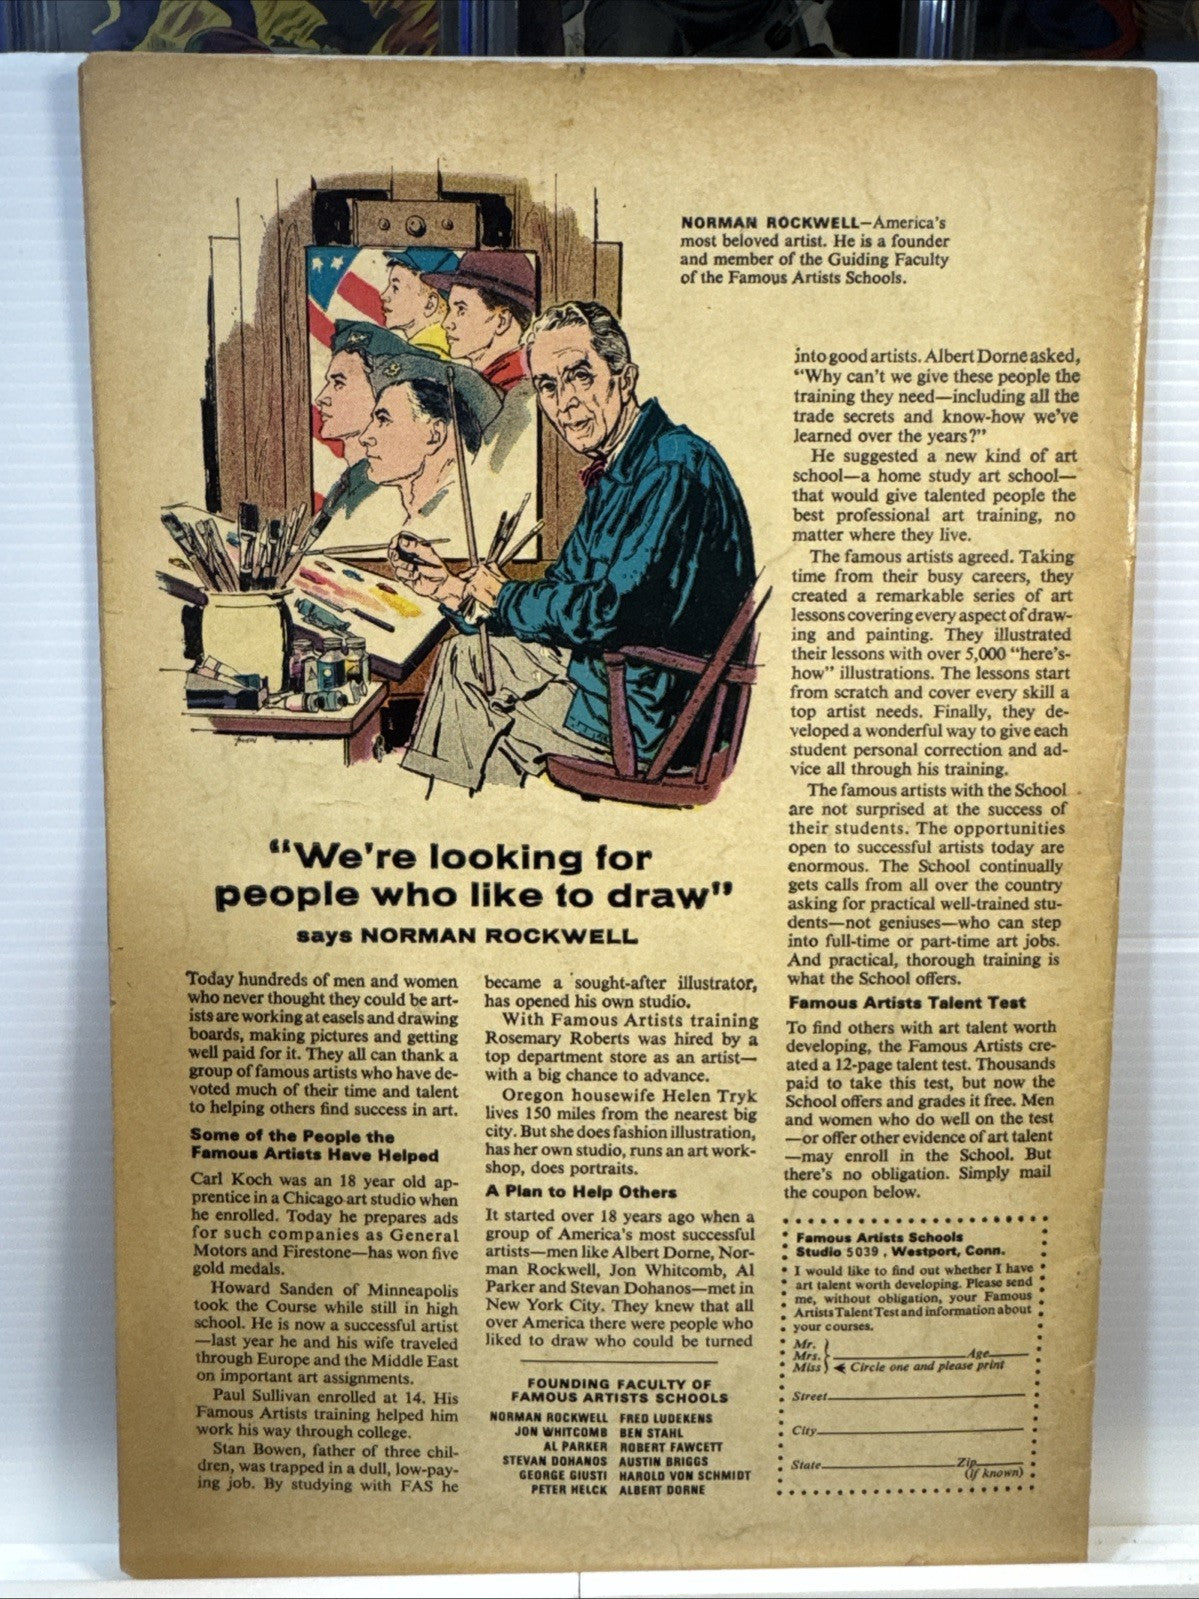 NORMAN ROCKWELL—America's
most beloved artist. He is a founder
and member of the Guiding Faculty
of the Famous Artists Schools.
"We're looking for
people who like to draw"
says NORMAN ROCKWELL
Today hundreds of men and women
who never thought they could be art-
ists are working at easels and drawing
boards, making pictures and getting
well paid for it. They all can thank a
group of famous artists who have de-
voted much of their time and talent
to helping others find success in art.
Some of the People the
Famous Artists Have Helped
Carl Koch was an 18 year old ap-
prentice in a Chicago art studio when
he enrolled. Today he prepares ads
for such companies as General
Motors and Firestone—has won five
gold medals.
Howard Sanden of Minneapolis
took the Course while still in high
school. He is now a successful artist
—last year he and his wife traveled
through Europe and the Middle East
on important art assignments.
Paul Sullivan enrolled at 14. His
Famous Artists training helped him
work his way through college.
Stan Bowen, father of three chil-
dren, was trapped in a dull, low-pay-
ing job. By studying with FAS he
became a sought-after illustrator,
has opened his own studio.
With Famous Artists training
Rosemary Roberts was hired by a
top department store as an artist—
with a big chance to advance.
Oregon housewife Helen Tryk
lives 150 miles from the nearest big
city. But she does fashion illustration,
has her own studio, runs an art work-
shop, does portraits.
A Plan to Help Others
It started over 18 years ago when a
group of America's most successful
artists—men like Albert Dorne, Nor-
man Rockwell, Jon Whitcomb, Al
Parker and Stevan Dohanos—met in
New York City. They knew that all
over America there were people who
liked to draw who could be turned
into good artists. Albert Dorne asked,
"Why can't we give these people the
training they need—including all the
trade secrets and know-how we've
learned over the years?"
He suggested a new kind of art
school—a home study art school—
that would give talented people the
best professional art training, no
matter where they live.
The famous artists agreed. Taking
time from their busy careers, they
created a remarkable series of art
lessons covering every aspect of draw-
ing and painting. They illustrated
their lessons with over 5,000 "here's-
how" illustrations. The lessons start
from scratch and cover every skill a
top artist needs. Finally, they de-
veloped a wonderful way to give each
student personal correction and ad-
vice all through his training.
The famous artists with the School
are not surprised at the success of
their students. The opportunities
open to successful artists today are
enormous. The School continually
gets calls from all over the country
asking for practical well-trained stu-
dents—not geniuses—who can step
into full-time or part-time art jobs.
And practical, thorough training is
what the School offers.
Famous Artists Talent Test
To find others with art talent worth
developing, the Famous Artists cre-
ated a 12-page talent test. Thousands
paid to take this test, but now the
School offers and grades it free. Men
and women who do well on the test
—or offer other evidence of art talent
—may enroll in the School. But
there's no obligation. Simply mail
the coupon below.
FOUNDING FACULTY OF
FAMOUS ARTISTS SCHOOLS
NORMAN ROCKWELL FRED LUDEKENS
JON WHITCOMB BEN STAHL
AL PARKER ROBERT FAWCETT
STEVAN DOHANOS AUSTIN BRIGGS
GEORGE GIUSTI HAROLD VON SCHMIDT
PETER HELCK ALBERT DORNE
Famous Artists Schools
Studio 5039, Westport, Conn.
I would like to find out whether I have
art talent worth developing. Please send
me, without obligation, your Famous
Artists Talent Test and information about
your courses.
Mr.
Mrs. Age
Miss Circle one and please print
Street
City
State Zip
(if known)